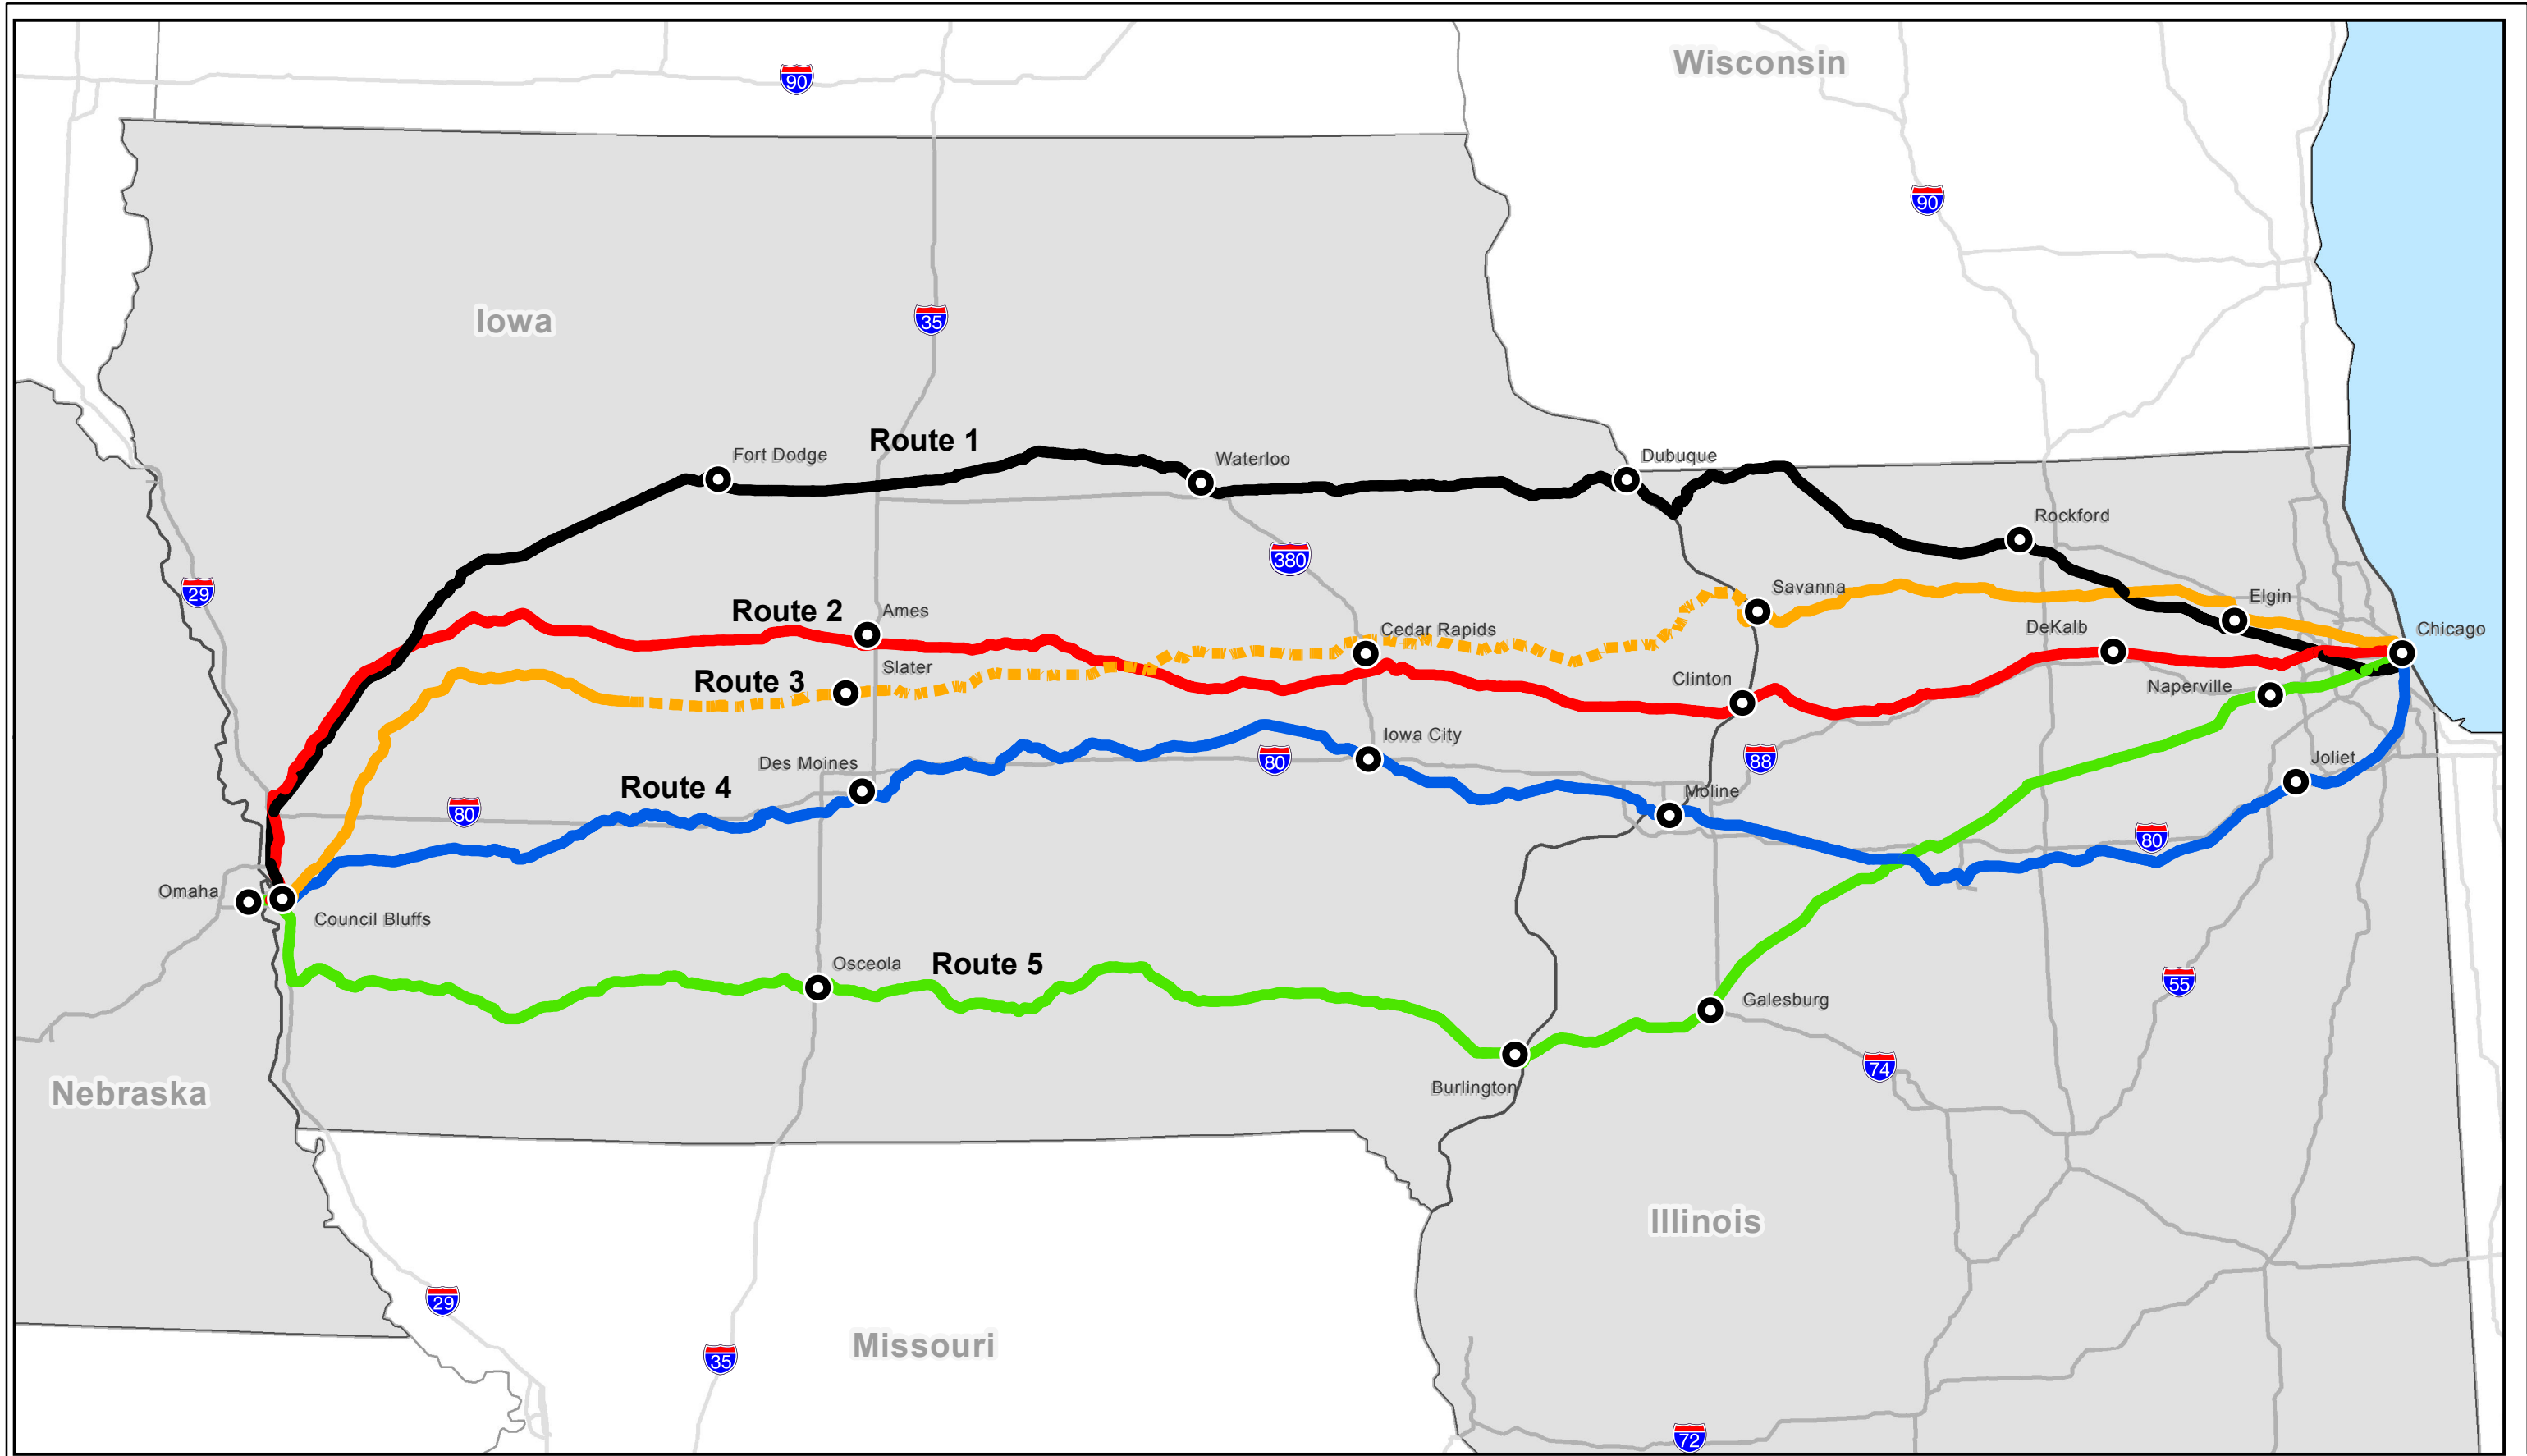 Wisconsin
90
90
Iowa
35
Route 1
Fort Dodge
Waterloo
Dubuque
Rockford
380
29
Savanna
Elgin
Route 2
Ames
Cedar Rapids
DeKalb
Chicago
Slater
Route 3
Clinton
Naperville
Iowa City
80
88
Joliet
Des Moines
Route 4
Moline
80
80
Omaha
Council Bluffs
Osceola
Route 5
55
Galesburg
74
Burlington
Nebraska
Illinois
29
Missouri
35
72